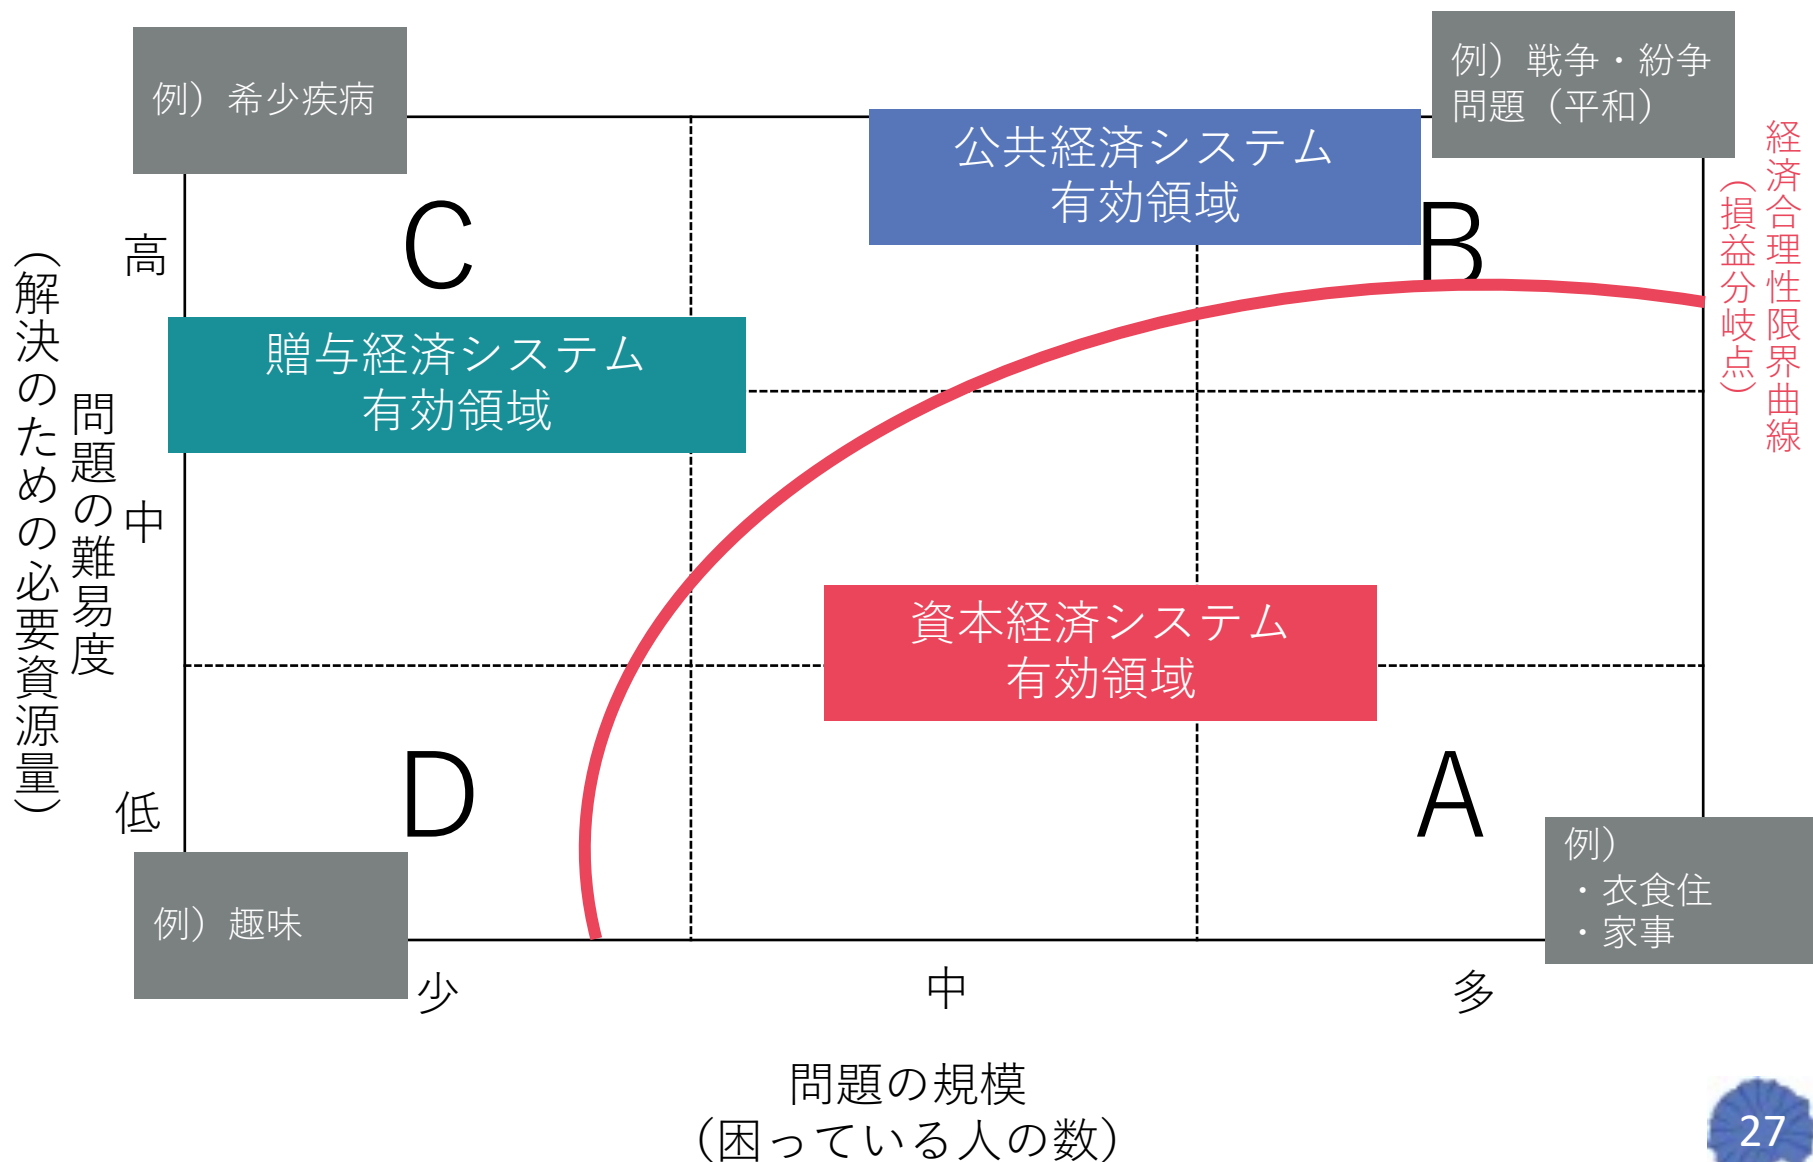 例）希少疾病
例）戦争・紛争
問題（平和）
公共経済システム
有効領域
経済合理性限界曲線
（損益分岐点）
C
B
高
贈与経済システム
有効領域
問題の難易度
（解決のための必要資源量）
中
資本経済システム
有効領域
D
A
低
例）
・衣食住
・家事
例）趣味
少
中
多
問題の規模
（困っている人の数）
27